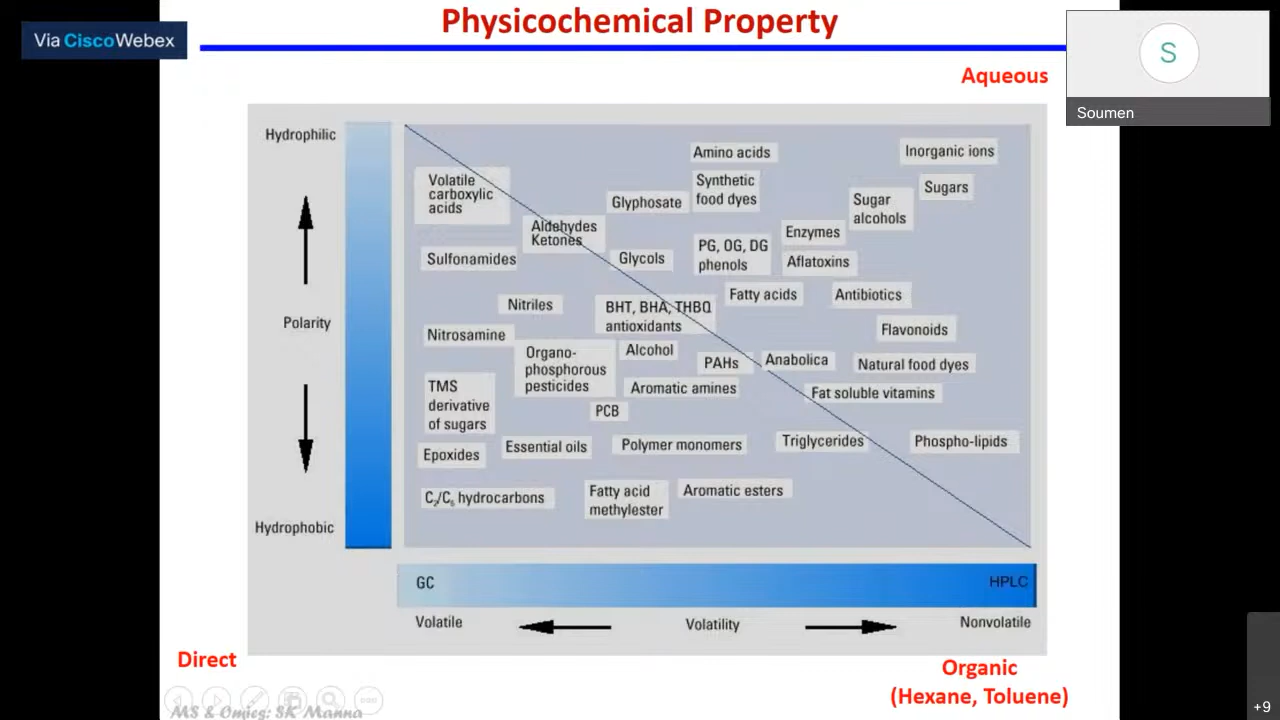 Physicochemical Property
Via CiscoWebex
S
Soumen
Aqueous
Hydrophilic
Polarity
Hydrophobic
Amino acids
Inorganic ions
Volatile
carboxylic
acids
Synthetic
food dyes
Sugars
Glyphosate
Sugar
alcohols
Aldehydes
Ketones
Enzymes
Sulfonamides
Glycols
PG, OG, DG
phenols
Aflatoxins
Nitriles
BHT, BHA, THBQ
antioxidants
Fatty acids
Antibiotics
Nitrosamine
Flavonoids
Organo-
phosphorous
pesticides
Alcohol
PAHs
Anabolica
Natural food dyes
TMS
derivative
of sugars
Aromatic amines
Fat soluble vitamins
PCB
Epoxides
Essential oils
Polymer monomers
Triglycerides
Phospho-lipids
C₂/C₆ hydrocarbons
Fatty acid
methylester
Aromatic esters
GC
HPLC
Volatile
Volatility
Nonvolatile
Direct
Organic
(Hexane, Toluene)
MS & Omics: SK Manna
+9